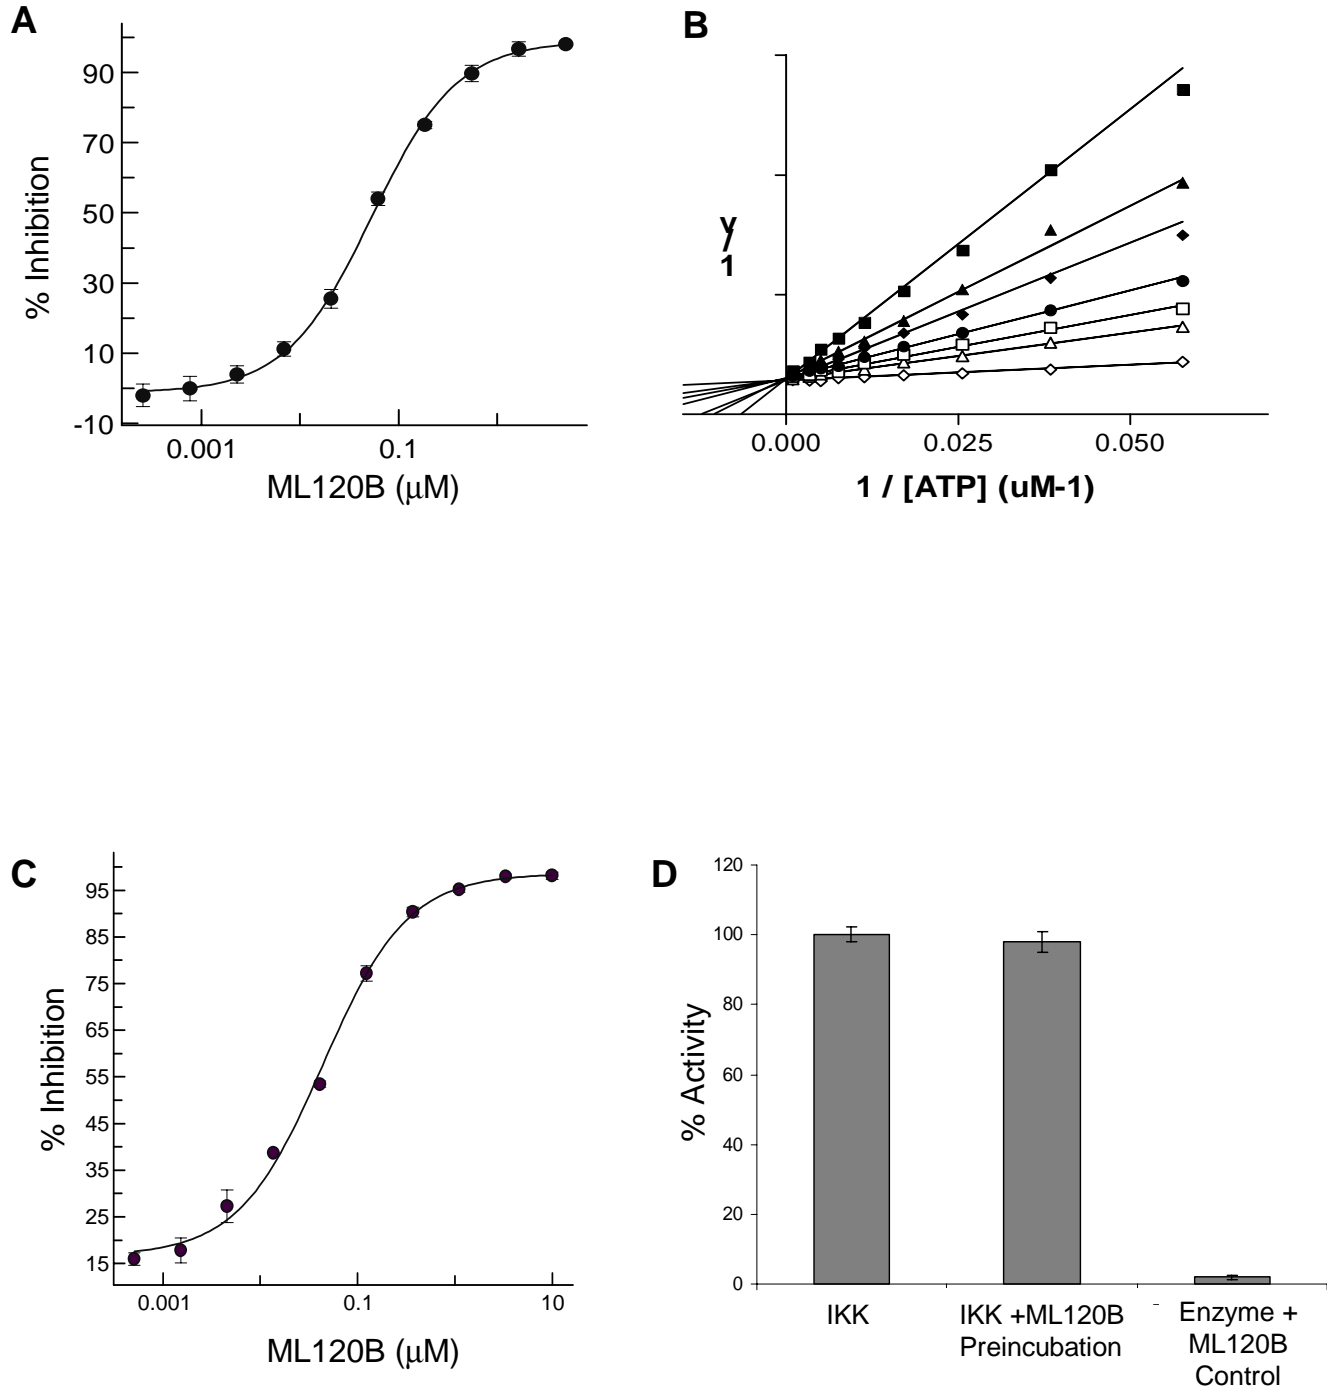 A
90
70
50
30
10
-10
% Inhibition
0.001
0.1
ML120B (μM)
B
1/v
0.000
0.025
0.050
1 / [ATP] (uM-1)
C
95
85
75
65
55
45
35
25
15
% Inhibition
0.001
0.1
10
ML120B (μM)
D
120
100
80
60
40
20
0
% Activity
IKK
IKK +ML120B
Preincubation
Enzyme +
ML120B
Control